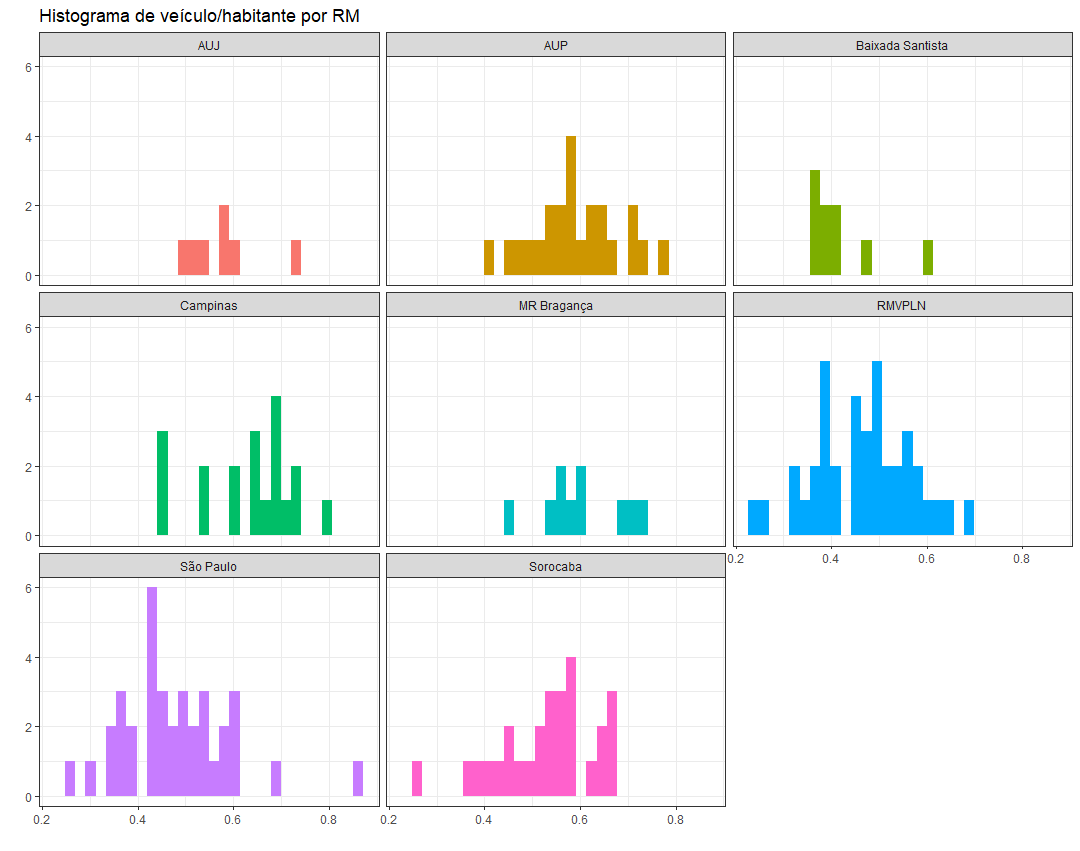 Histograma de veículo/habitante por RM
AUJ
AUP
Baixada Santista
6
4
2
0
Campinas
MR Bragança
RMVPLN
6
4
2
0
0.2 0.4 0.6 0.8
São Paulo
Sorocaba
6
4
2
0
0.2 0.4 0.6 0.8
0.2 0.4 0.6 0.8